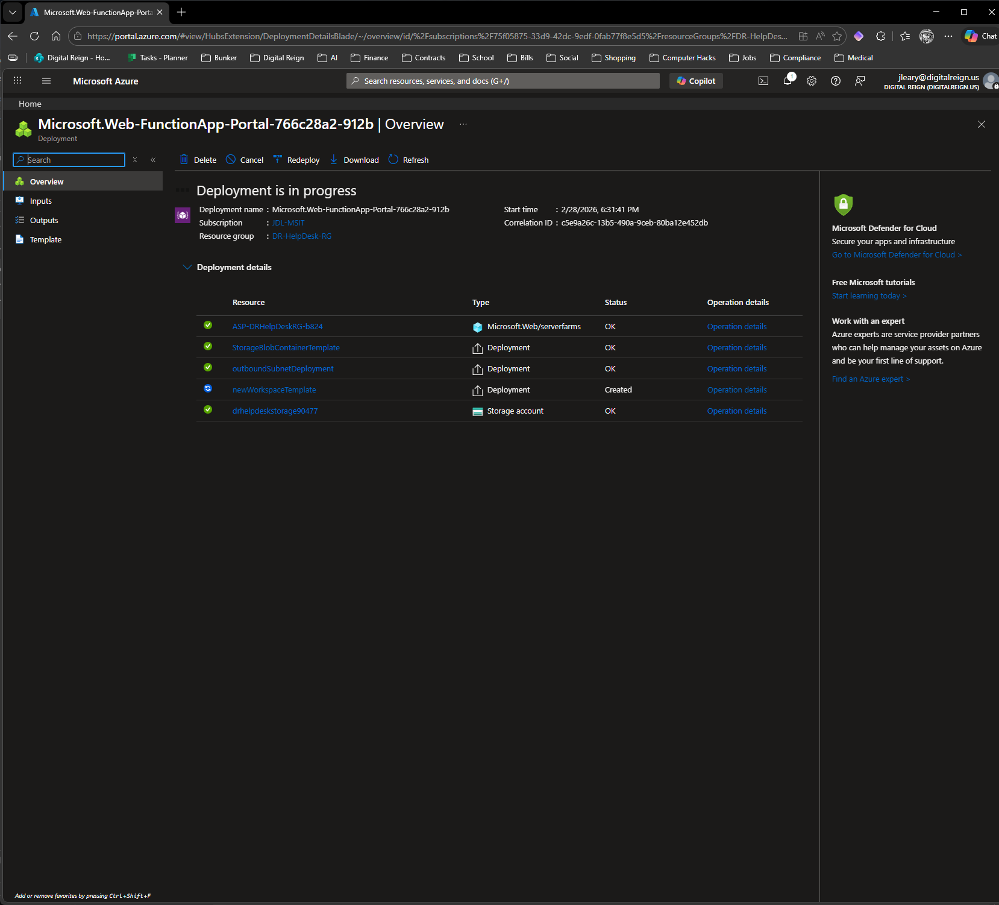 Microsoft.Web-FunctionApp-Porta
https://portal.azure.com/#view/HubsExtension/DeploymentDetailsBlade/~/overview/id/%2Fsubscriptions%2F75f05875-33d9-42dc-9edf-0fab77f8e5d5%2FresourceGroups%2FDR-HelpDes...
Chat
Digital Reign - Ho...
Tasks - Planner
Bunker
Digital Reign
AI
Finance
Contracts
School
Bills
Social
Shopping
Computer Hacks
Jobs
Compliance
Medical
Microsoft Azure
Search resources, services, and docs (G+/)
Copilot
1
jleary@digitalreign.us
DIGITAL REIGN (DIGITALREIGN.US)
Home
Microsoft.Web-FunctionApp-Portal-766c28a2-912b | Overview ...
Deployment
Search
Delete
Cancel
Redeploy
Download
Refresh
Overview
Inputs
Outputs
Template
Deployment is in progress
Deployment name : Microsoft.Web-FunctionApp-Portal-766c28a2-912b
Subscription : JDL-MSIT
Resource group : DR-HelpDesk-RG
Start time : 2/28/2026, 6:31:41 PM
Correlation ID : c5e9a26c-13b5-490a-9ceb-80ba12e452db
Deployment details
Resource Type Status Operation details
ASP-DRHelpDeskRG-b824 Microsoft.Web/serverfarms OK Operation details
StorageBlobContainerTemplate Deployment OK Operation details
outboundSubnetDeployment Deployment OK Operation details
newWorkspaceTemplate Deployment Created Operation details
drhelpdeskstorage90477 Storage account OK Operation details
Microsoft Defender for Cloud
Secure your apps and infrastructure
Go to Microsoft Defender for Cloud >
Free Microsoft tutorials
Start learning today >
Work with an expert
Azure experts are service provider partners
who can help manage your assets on Azure
and be your first line of support.
Find an Azure expert >
Add or remove favorites by pressing Ctrl+Shift+F